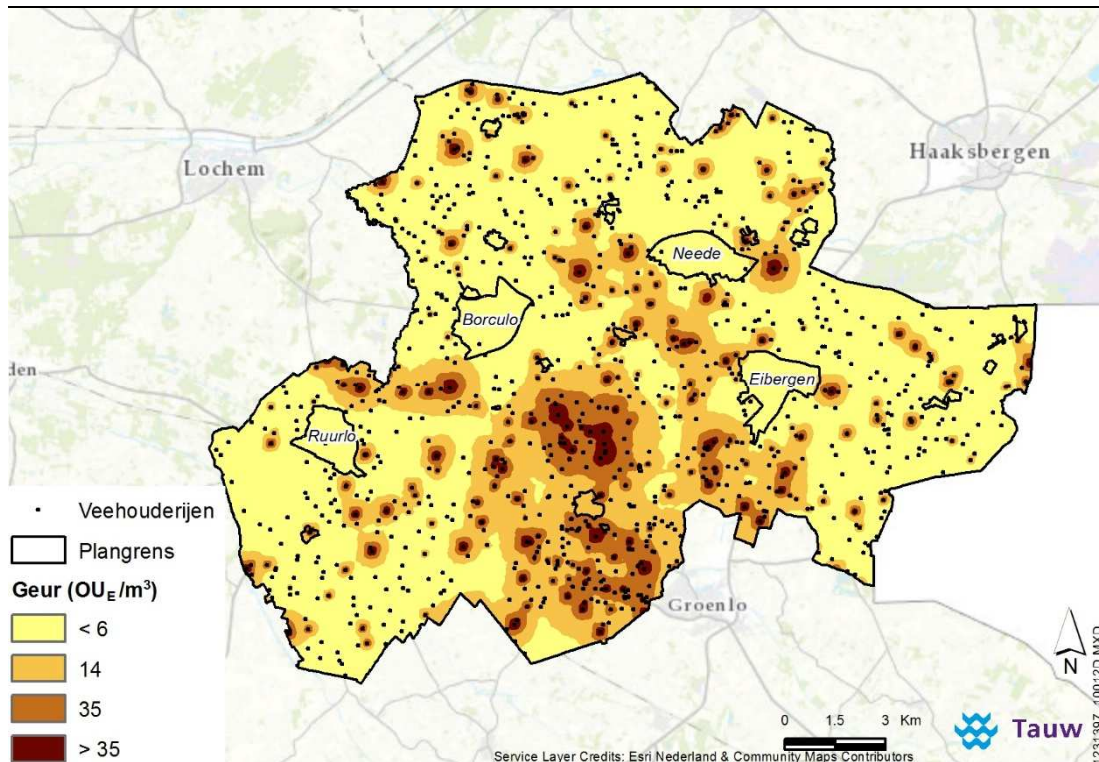 Lochem
Haaksbergen
Neede
Borculo
den
Eibergen
Ruurlo
Groenlo
Veehouderijen
Plangrens
Geur (OUE/m³)
< 6
14
35
> 35
0 1.5 3 Km
N
Tauw
Service Layer Credits: Esri Nederland & Community Maps Contributors